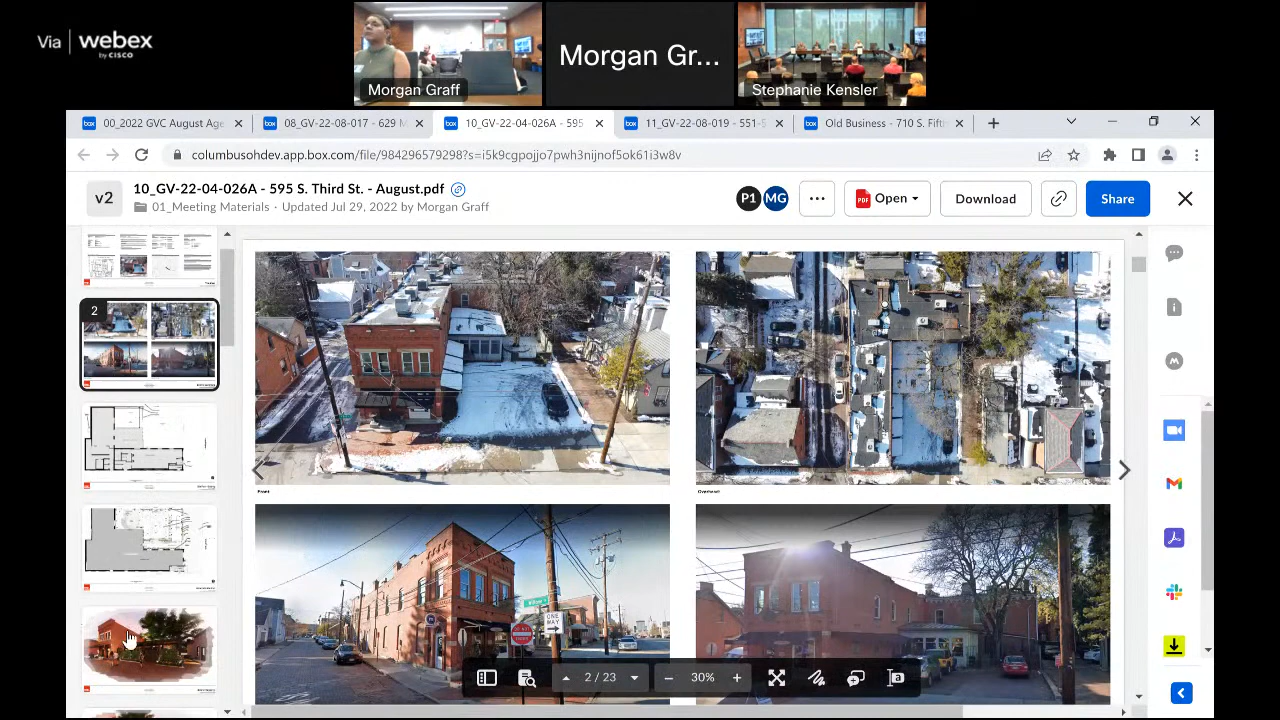 Via webex
by CISCO
Morgan Graff
Morgan Gr...
Stephanie Kensler
00_2022 GVC August Age
08_GV-22-08-017 - 629 M
10_GV-22-04-026A - 595
11_GV-22-08-019 - 551-5
Old Business - 710 S. Fifth
columbusohdev.app.box.com/file/984296579298?s=i5k9cgpojjo7pwh3nijnof5ok61i3w8v
v2
10_GV-22-04-026A - 595 S. Third St. - August.pdf
01_Meeting Materials · Updated Jul 29, 2022 by Morgan Graff
P1
MG
Open
Download
Share
2
Front
Overhead
ONE WAY
2 / 23
30%